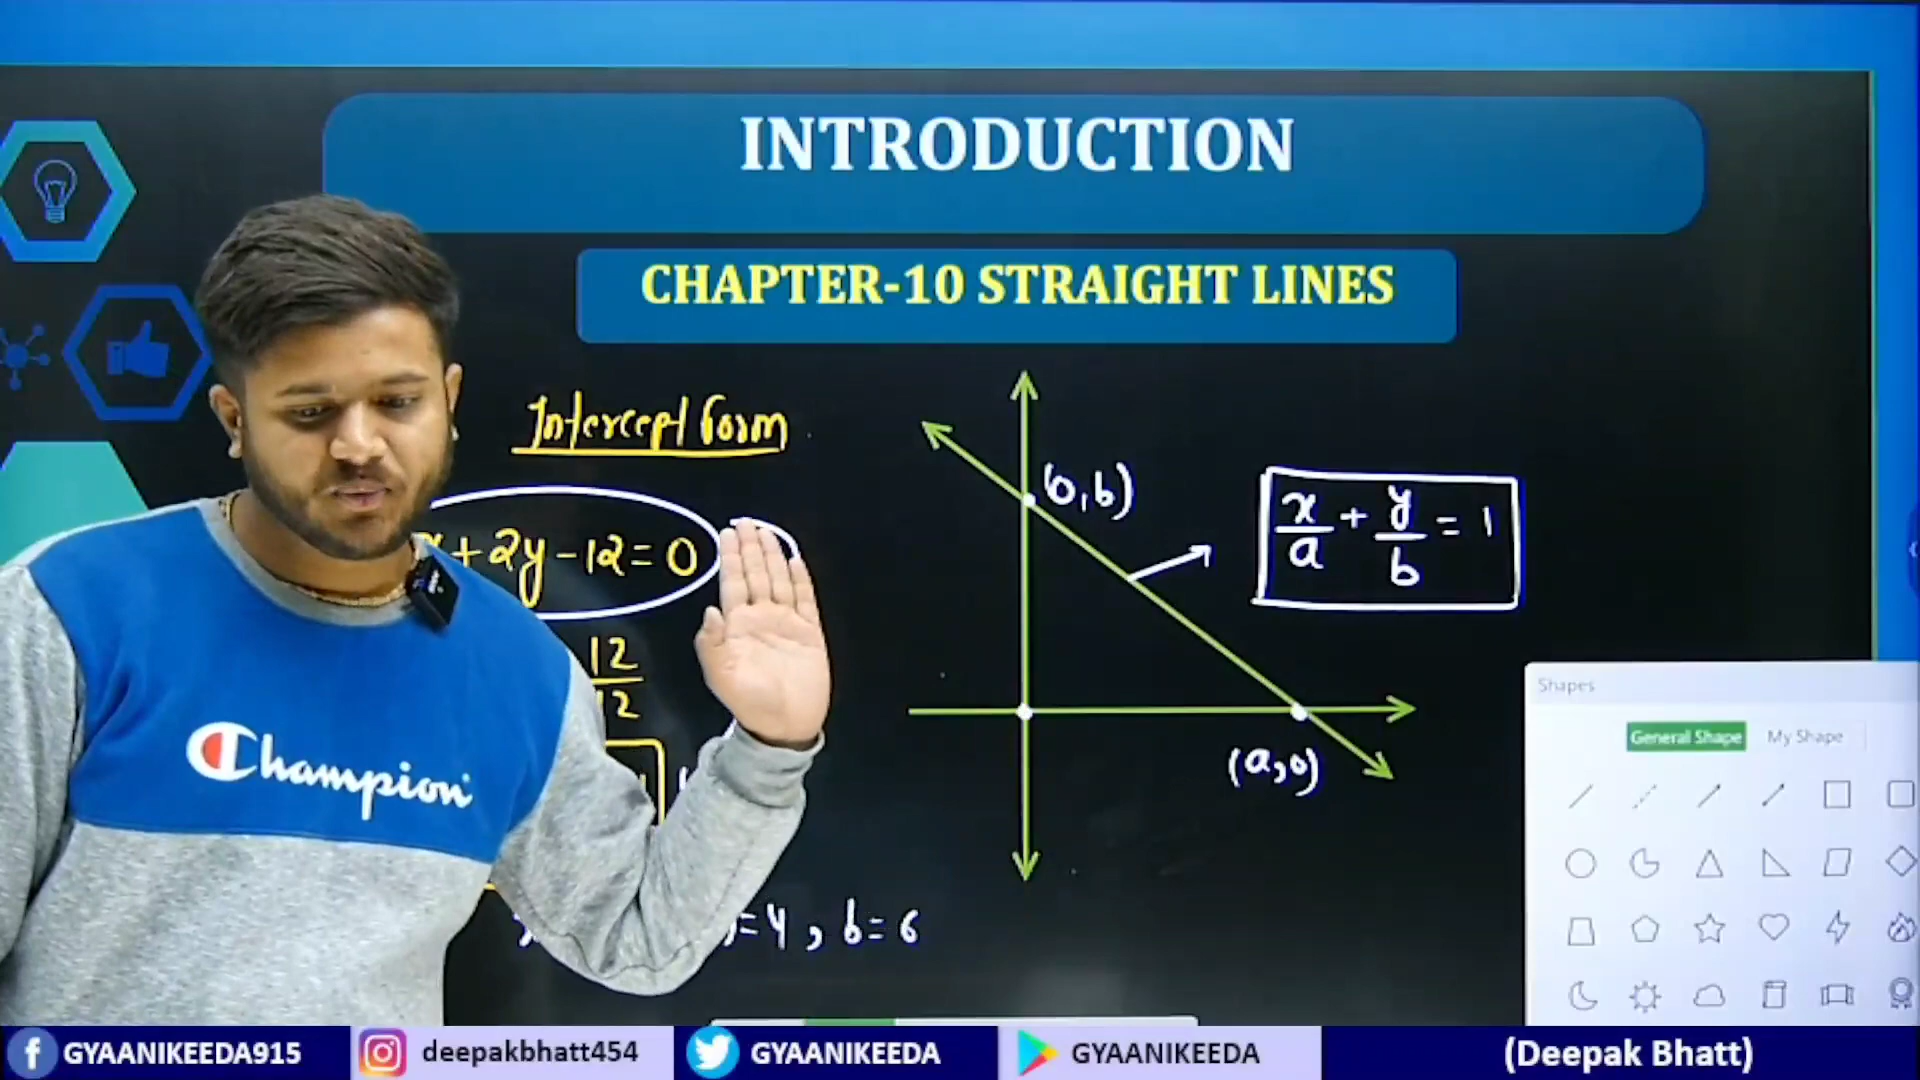 INTRODUCTION
CHAPTER-10 STRAIGHT LINES
Intercept Form
x + 2y - 12 = 0
12
12
= 4 , b = 6
(0, b)
x/a + y/b = 1
(a, 0)
Champion
Shapes
General Shape My Shape
GYAANIKEEDA915 deepakbhatt454 GYAANIKEEDA GYAANIKEEDA (Deepak Bhatt)